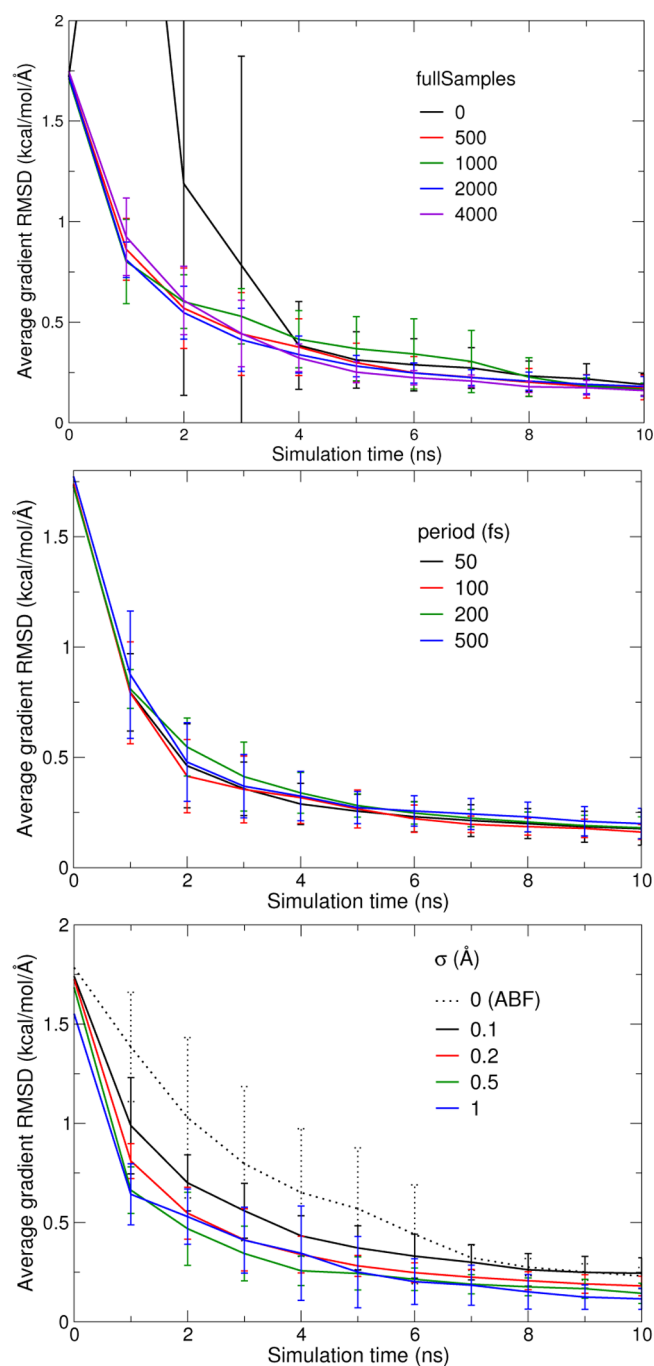 2
1.5
1
0.5
0
Average gradient RMSD (kcal/mol/Å)
fullSamples
0
500
1000
2000
4000
0 2 4 6 8 10
Simulation time (ns)
1.5
1
0.5
0
Average gradient RMSD (kcal/mol/Å)
period (fs)
50
100
200
500
0 2 4 6 8 10
Simulation time (ns)
2
1.5
1
0.5
0
Average gradient RMSD (kcal/mol/Å)
σ (Å)
0 (ABF)
0.1
0.2
0.5
1
0 2 4 6 8 10
Simulation time (ns)